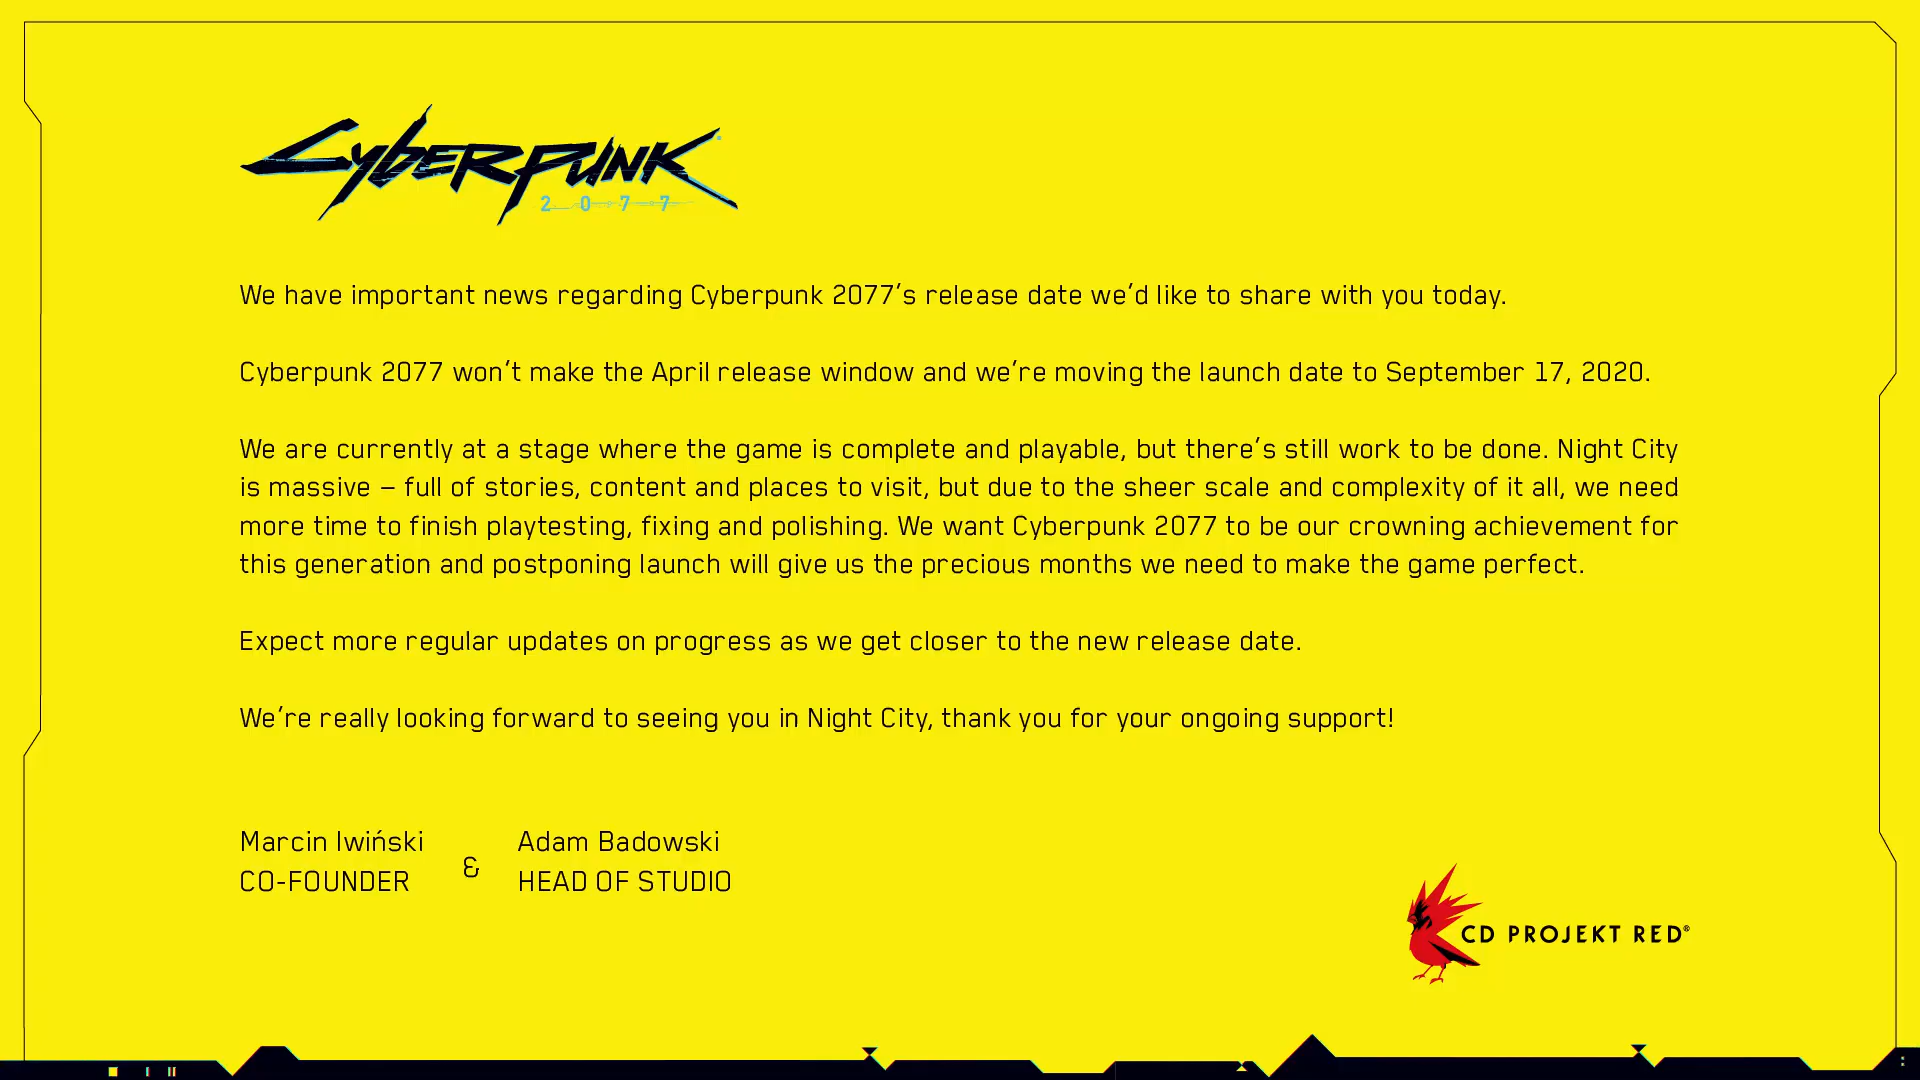 Cyberpunk
2077
We have important news regarding Cyberpunk 2077's release date we'd like to share with you today.
Cyberpunk 2077 won't make the April release window and we're moving the launch date to September 17, 2020.
We are currently at a stage where the game is complete and playable, but there's still work to be done. Night City
is massive – full of stories, content and places to visit, but due to the sheer scale and complexity of it all, we need
more time to finish playtesting, fixing and polishing. We want Cyberpunk 2077 to be our crowning achievement for
this generation and postponing launch will give us the precious months we need to make the game perfect.
Expect more regular updates on progress as we get closer to the new release date.
We're really looking forward to seeing you in Night City, thank you for your ongoing support!
Marcin Iwiński
CO-FOUNDER
&
Adam Badowski
HEAD OF STUDIO
CD PROJEKT RED®